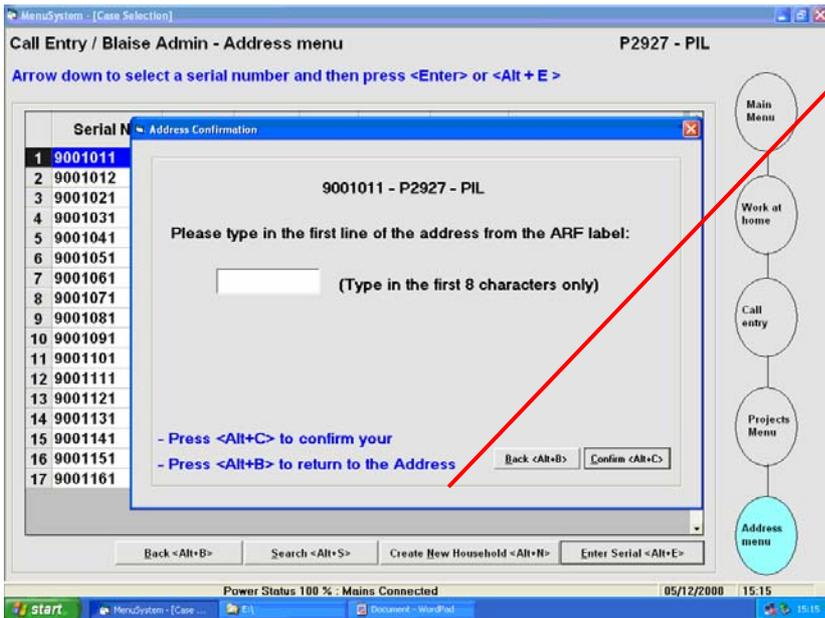 MenuSystem - [Case Selection]
Call Entry / Blaise Admin - Address menu P2927 - PIL
Arrow down to select a serial number and then press <Enter> or <Alt + E >
Main
Menu
Serial N
Address Confirmation
1 9001011
2 9001012
3 9001021
4 9001031
5 9001041
6 9001051
7 9001061
8 9001071
9 9001081
10 9001091
11 9001101
12 9001111
13 9001121
14 9001131
15 9001141
16 9001151
17 9001161
9001011 - P2927 - PIL
Please type in the first line of the address from the ARF label:
(Type in the first 8 characters only)
- Press <Alt+C> to confirm your
- Press <Alt+B> to return to the Address
Back <Alt+B> Confirm <Alt+C>
Work at
home
Call
entry
Projects
Menu
Address
menu
Back <Alt+B> Search <Alt+S> Create New Household <Alt+N> Enter Serial <Alt+E>
Power Status 100 % : Mains Connected 05/12/2008 15:15
start MenuSystem - [Case ... E:\ Document - WordPad 15:15